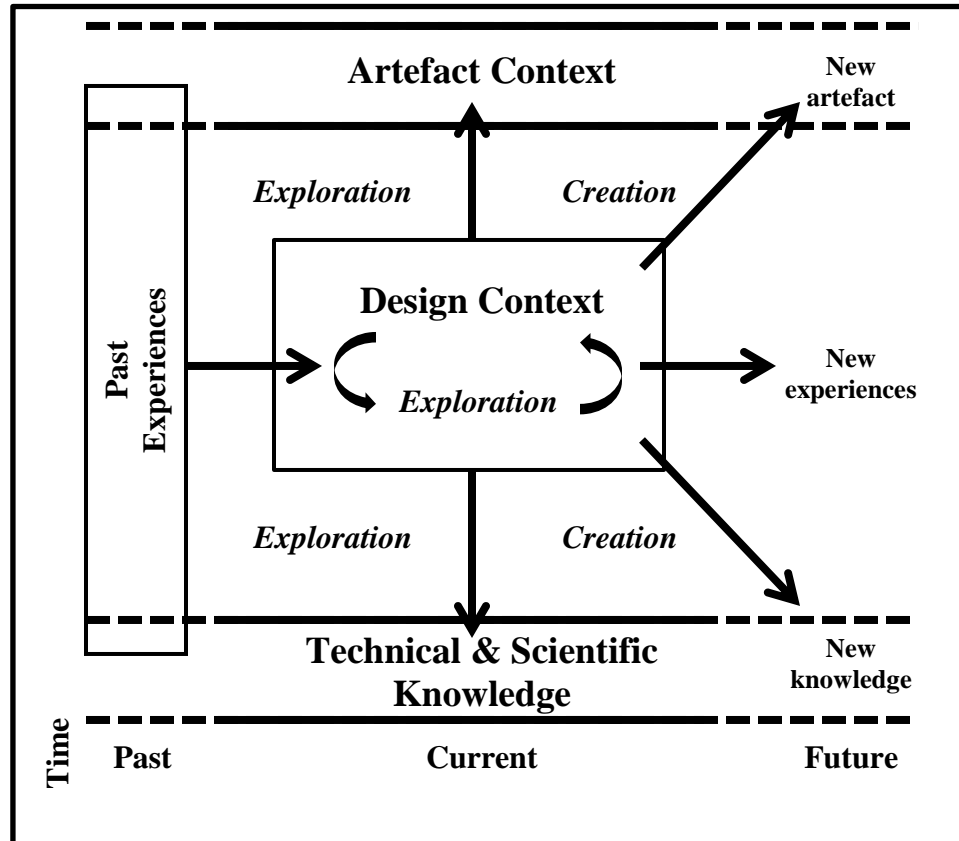 Artefact Context
New
artefact
Exploration
Creation
Past
Experiences
Design Context
Exploration
New
experiences
Exploration
Creation
Technical & Scientific
Knowledge
New
knowledge
Time
Past
Current
Future